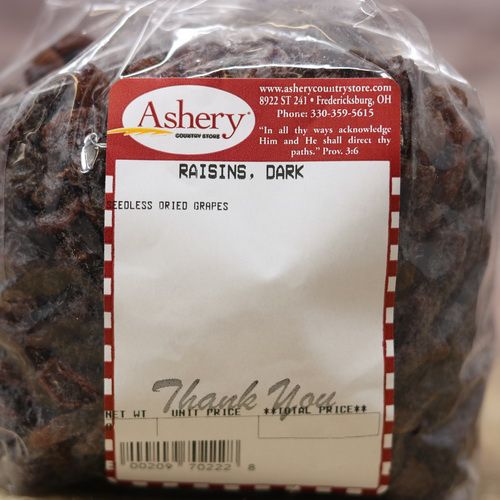 Ashery
COUNTRY STORE
www.asherycountrystore.com
8922 ST 241 • Fredericksburg, OH
Phone: 330-359-5615
"In all thy ways acknowledge
Him and He shall direct thy
paths." Prov. 3:6
RAISINS, DARK
SEEDLESS DRIED GRAPES
Thank You
NET WT UNIT PRICE **TOTAL PRICE**
00209 70222 8